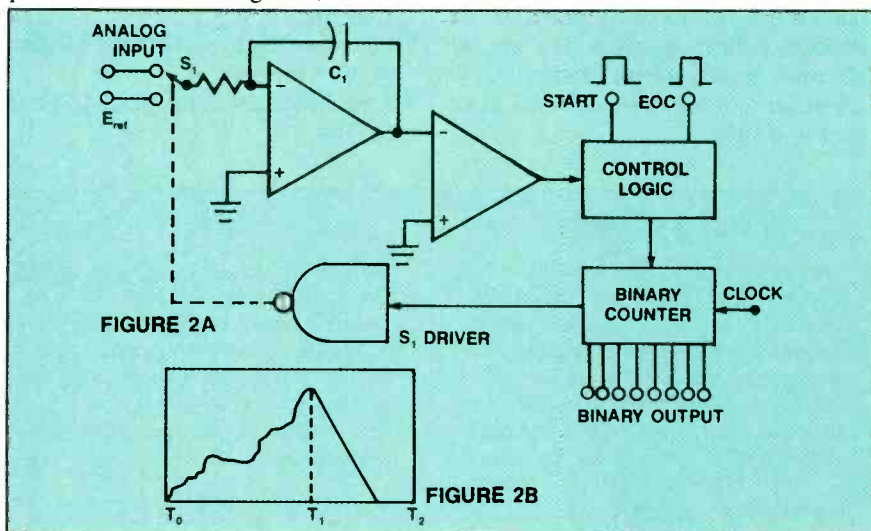 ANALOG
INPUT
S₁
E_ref
C₁
START
EOC
CONTROL
LOGIC
BINARY
COUNTER
CLOCK
S₁ DRIVER
BINARY OUTPUT
FIGURE 2A
FIGURE 2B
T₀
T₁
T₂